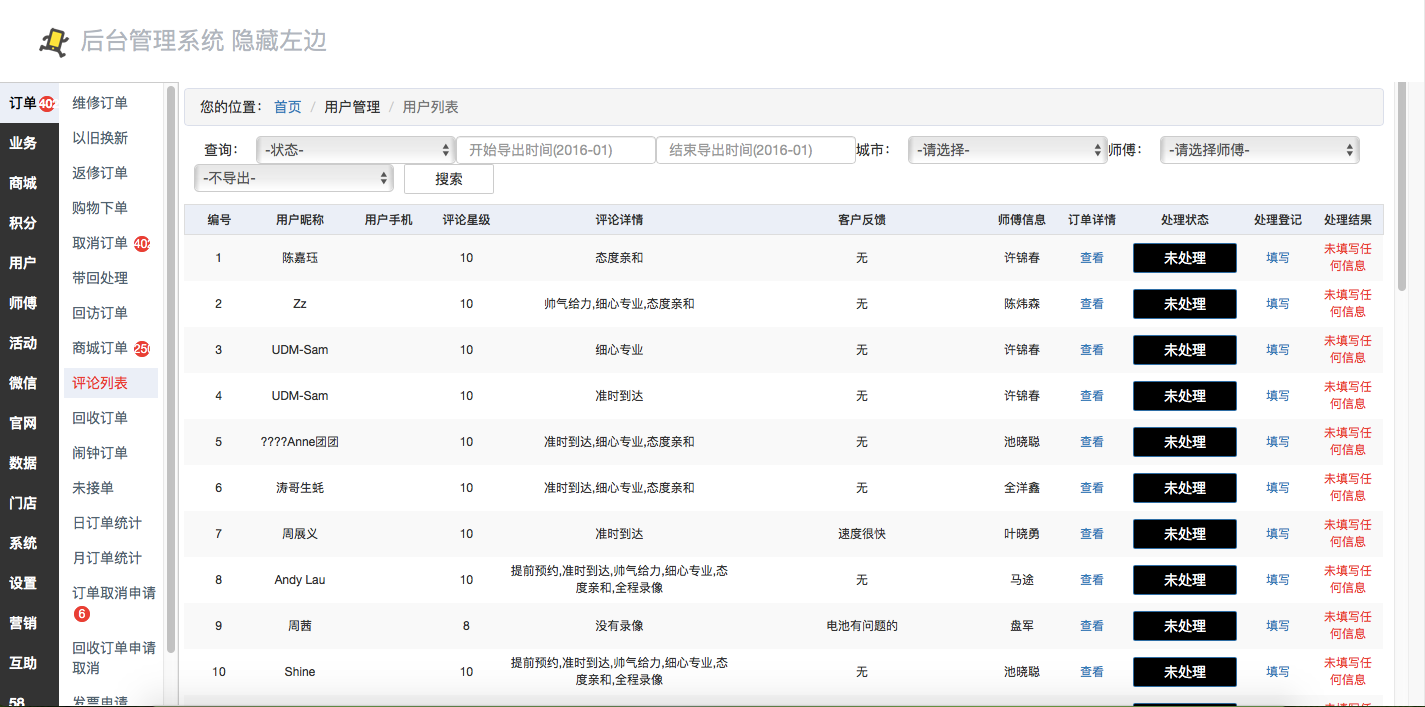 后台管理系统 隐藏左边
订单
业务
商城
积分
用户
师傅
活动
微信
官网
数据
门店
系统
设置
营销
互助
58
维修订单
以旧换新
返修订单
购物下单
取消订单
带回处理
回访订单
商城订单 250
评论列表
回收订单
闹钟订单
未接单
日订单统计
月订单统计
订单取消申请
6
回收订单申请
取消
发票申请
您的位置： 首页 / 用户管理 / 用户列表
查询： -状态- 开始导出时间(2016-01) 结束导出时间(2016-01) 城市： -请选择- 师傅： -请选择师傅-
-不导出- 搜索
编号 用户昵称 用户手机 评论星级 评论详情 客户反馈 师傅信息 订单详情 处理状态 处理登记 处理结果
1 陈嘉珏 10 态度亲和 无 许锦春 查看 未处理 填写 未填写任
何信息
2 Zz 10 帅气给力,细心专业,态度亲和 无 陈炜森 查看 未处理 填写 未填写任
何信息
3 UDM-Sam 10 细心专业 无 许锦春 查看 未处理 填写 未填写任
何信息
4 UDM-Sam 10 准时到达 无 许锦春 查看 未处理 填写 未填写任
何信息
5 ????Anne团团 10 准时到达,细心专业,态度亲和 无 池晓聪 查看 未处理 填写 未填写任
何信息
6 涛哥生蚝 10 准时到达,细心专业,态度亲和 无 全洋鑫 查看 未处理 填写 未填写任
何信息
7 周展义 10 准时到达 速度很快 叶晓勇 查看 未处理 填写 未填写任
何信息
8 Andy Lau 10 提前预约,准时到达,帅气给力,细心专业,态 无 马途 查看 未处理 填写 未填写任
度亲和,全程录像 何信息
9 周茜 8 没有录像 电池有问题的 盘军 查看 未处理 填写 未填写任
何信息
10 Shine 10 提前预约,准时到达,帅气给力,细心专业,态 无 池晓聪 查看 未处理 填写 未填写任
度亲和,全程录像 何信息